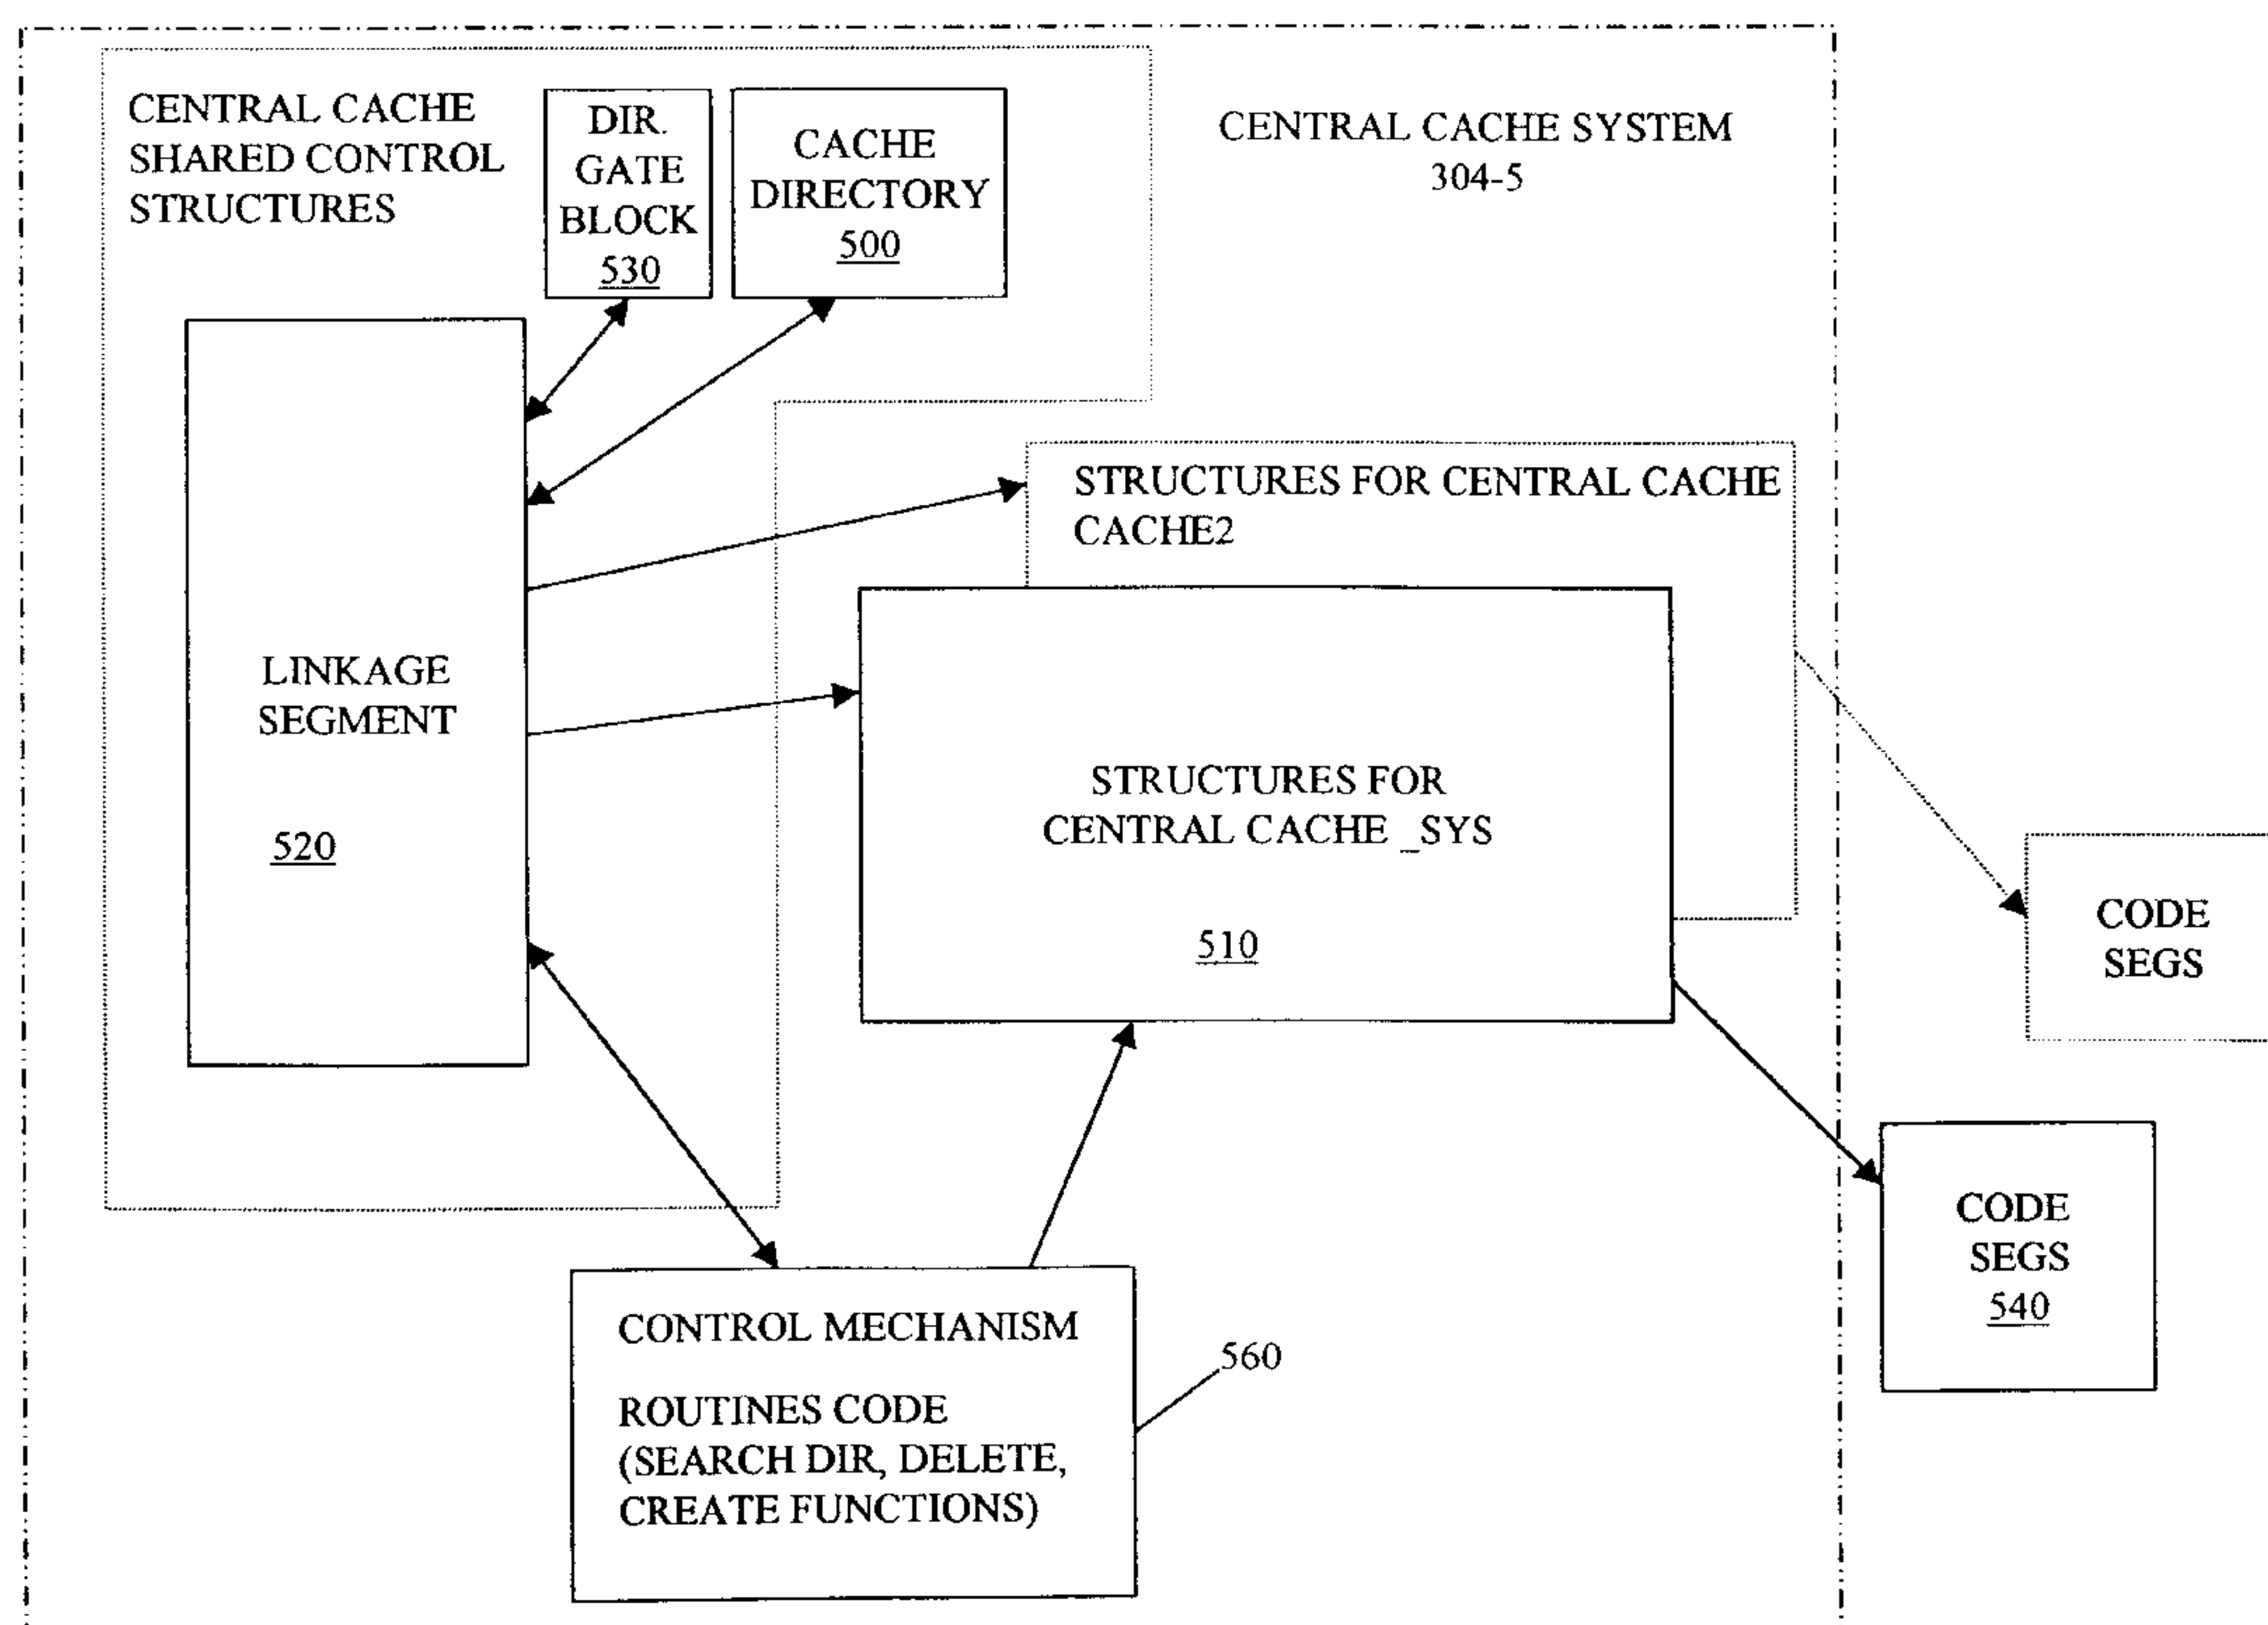 CENTRAL CACHE
SHARED CONTROL
STRUCTURES
DIR.
GATE
BLOCK
530
CACHE
DIRECTORY
500
CENTRAL CACHE SYSTEM
304-5
STRUCTURES FOR CENTRAL CACHE
CACHE2
LINKAGE
SEGMENT
520
STRUCTURES FOR
CENTRAL CACHE _SYS
510
CODE
SEGS
CODE
SEGS
540
CONTROL MECHANISM
ROUTINES CODE
(SEARCH DIR, DELETE,
CREATE FUNCTIONS)
560